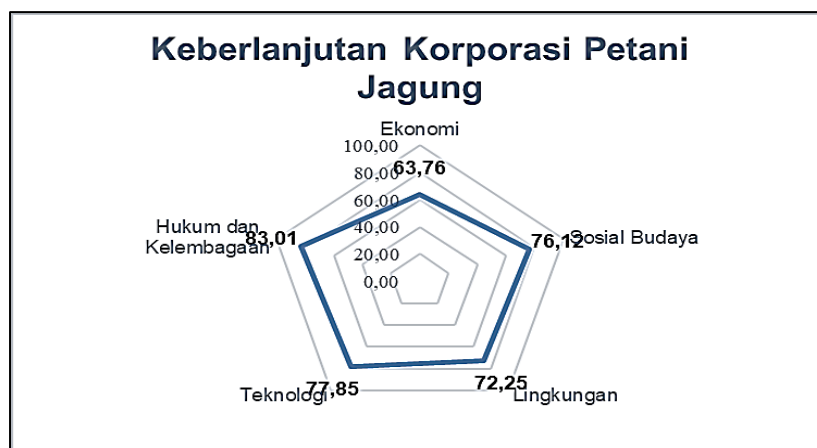 Keberlanjutan Korporasi Petani
Jagung
Ekonomi
100,00
63,76
80,00
60,00
40,00
20,00
0,00
Hukum dan
Kelembagaan
83,01
76,12
Sosial Budaya
Teknologi
77,85
72,25
Lingkungan